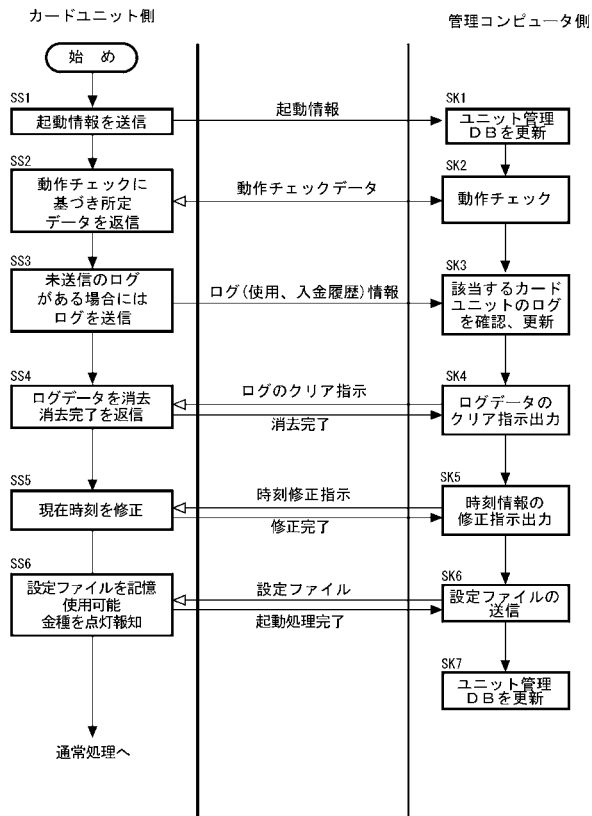 カードユニット側
管理コンピュータ側
始 め
SS1
起動情報を送信
起動情報
SK1
ユニット管理
DBを更新
SS2
動作チェックに
基づき所定
データを返信
動作チェックデータ
SK2
動作チェック
SS3
未送信のログ
がある場合には
ログを送信
ログ(使用、入金履歴)情報
SK3
該当するカード
ユニットのログ
を確認、更新
SS4
ログデータを消去
消去完了を返信
ログのクリア指示
消去完了
SK4
ログデータの
クリア指示出力
SS5
現在時刻を修正
時刻修正指示
修正完了
SK5
時刻情報の
修正指示出力
SS6
設定ファイルを記憶
使用可能
金種を点灯報知
設定ファイル
起動処理完了
SK6
設定ファイルの
送信
SK7
ユニット管理
DBを更新
通常処理へ